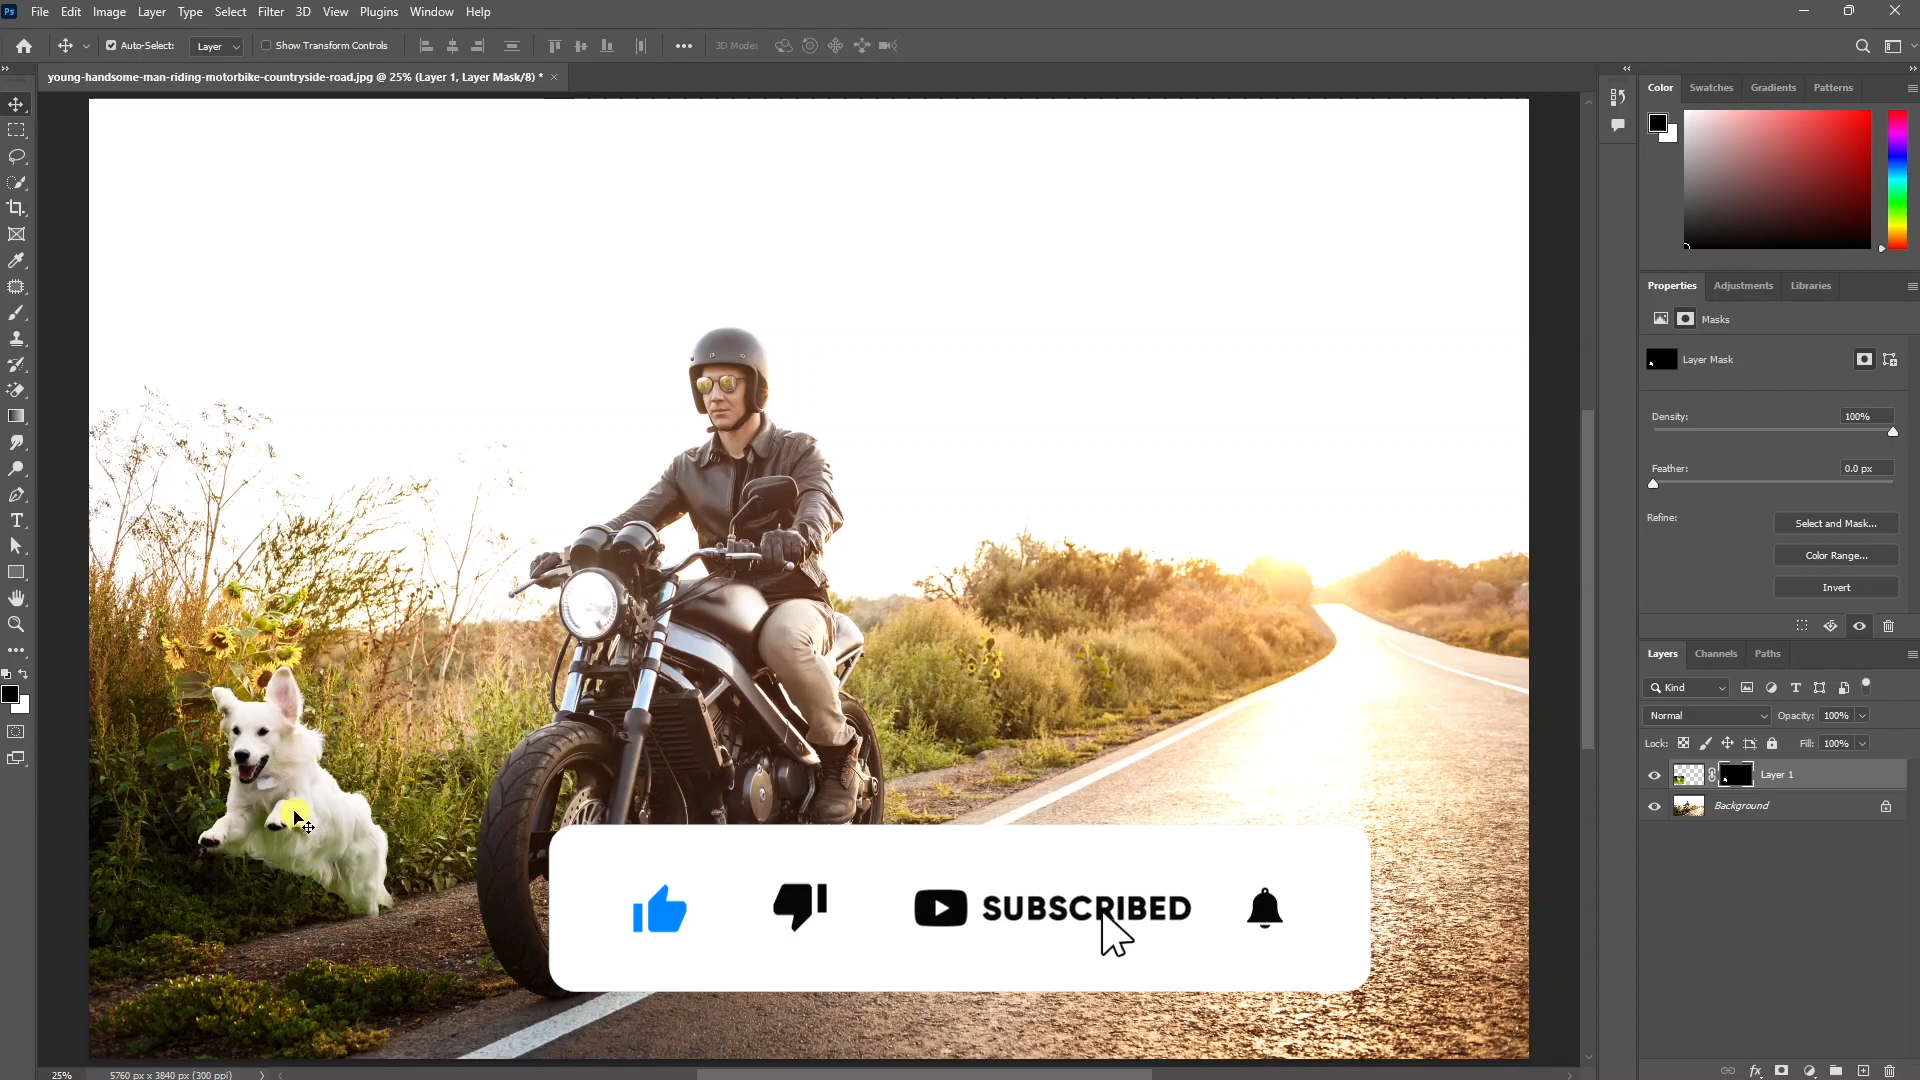 Ps File Edit Image Layer Type Select Filter 3D View Plugins Window Help
Auto-Select: Layer Show Transform Controls 3D Mode:
young-handsome-man-riding-motorbike-countryside-road.jpg @ 25% (Layer 1, Layer Mask/8) *
Color Swatches Gradients Patterns
Properties Adjustments Libraries
Masks
Layer Mask
Density: 100%
Feather: 0.0 px
Refine: Select and Mask...
Color Range...
Invert
Layers Channels Paths
Kind
Normal Opacity: 100%
Lock: Fill: 100%
Layer 1
Background
SUBSCRIBED
25% 5760 px x 3840 px (300 ppi)